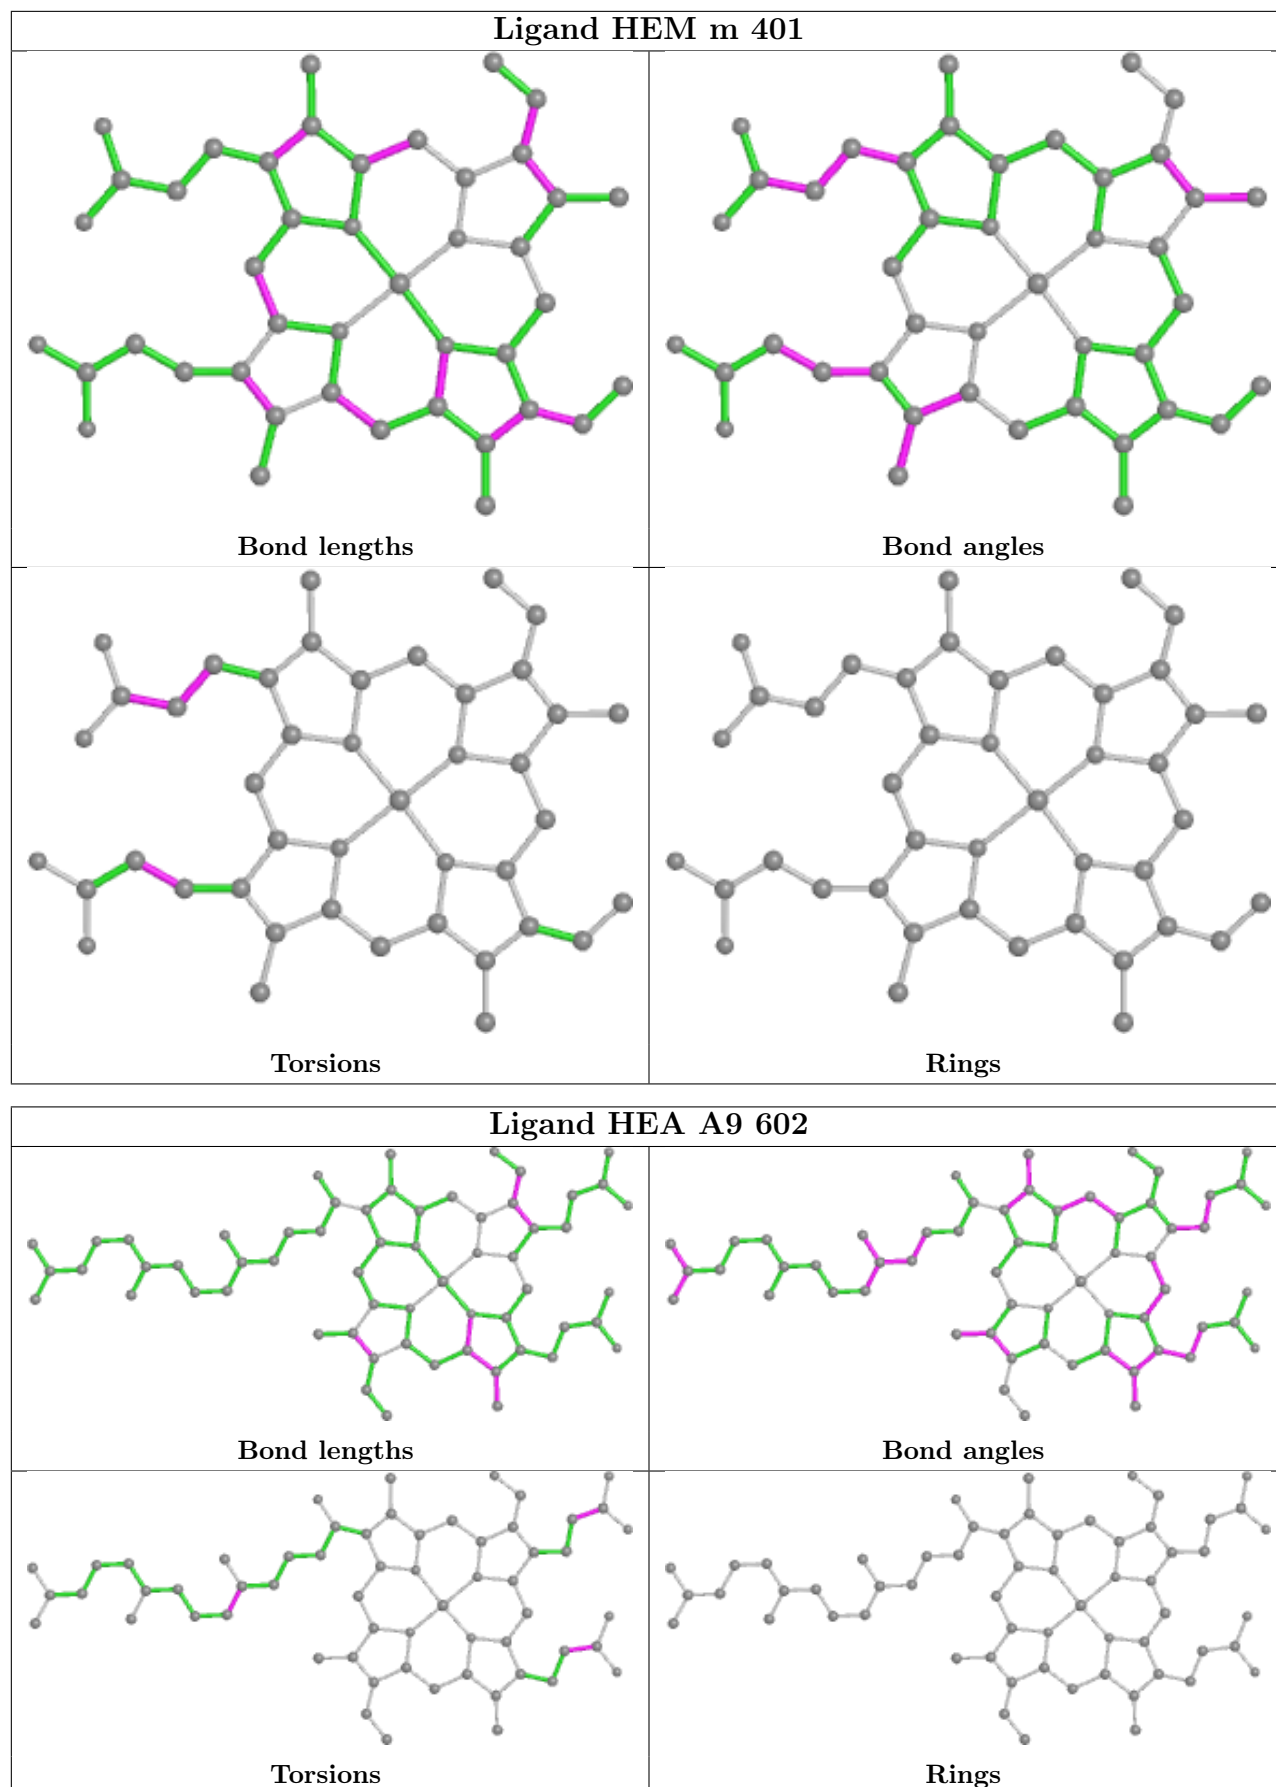 Ligand HEM m 401
Bond lengths
Bond angles
Torsions
Rings
Ligand HEA A9 602
Bond lengths
Bond angles
Torsions
Rings